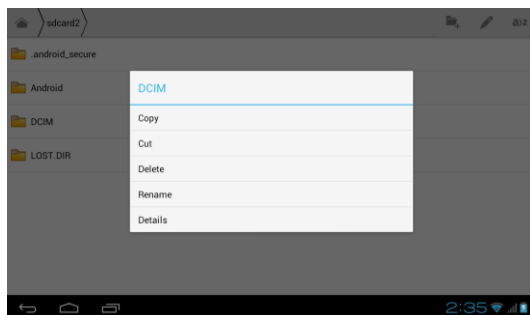 sdcard2
.android_secure
Android
DCIM
LOST.DIR
DCIM
Copy
Cut
Delete
Rename
Details
2:35